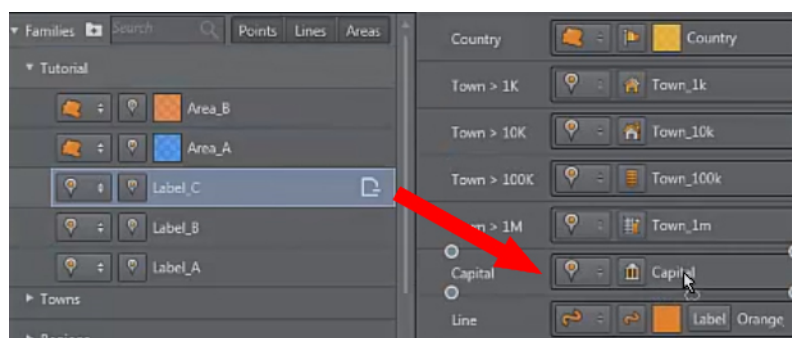 Families Search Points Lines Areas
Tutorial
Area_B
Area_A
Label_C
Label_B
Label_A
Towns
Country Country
Town > 1K Town_1k
Town > 10K Town_10k
Town > 100K Town_100k
> 1M Town_1m
Capital Capital
Line Label Orange